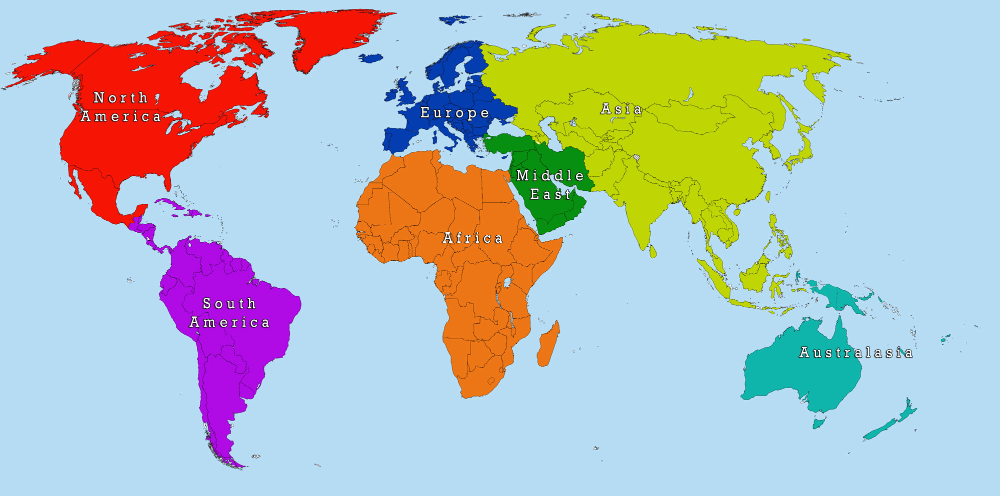 North
America
Europe
Asia
Middle
East
Africa
South
America
Australasia